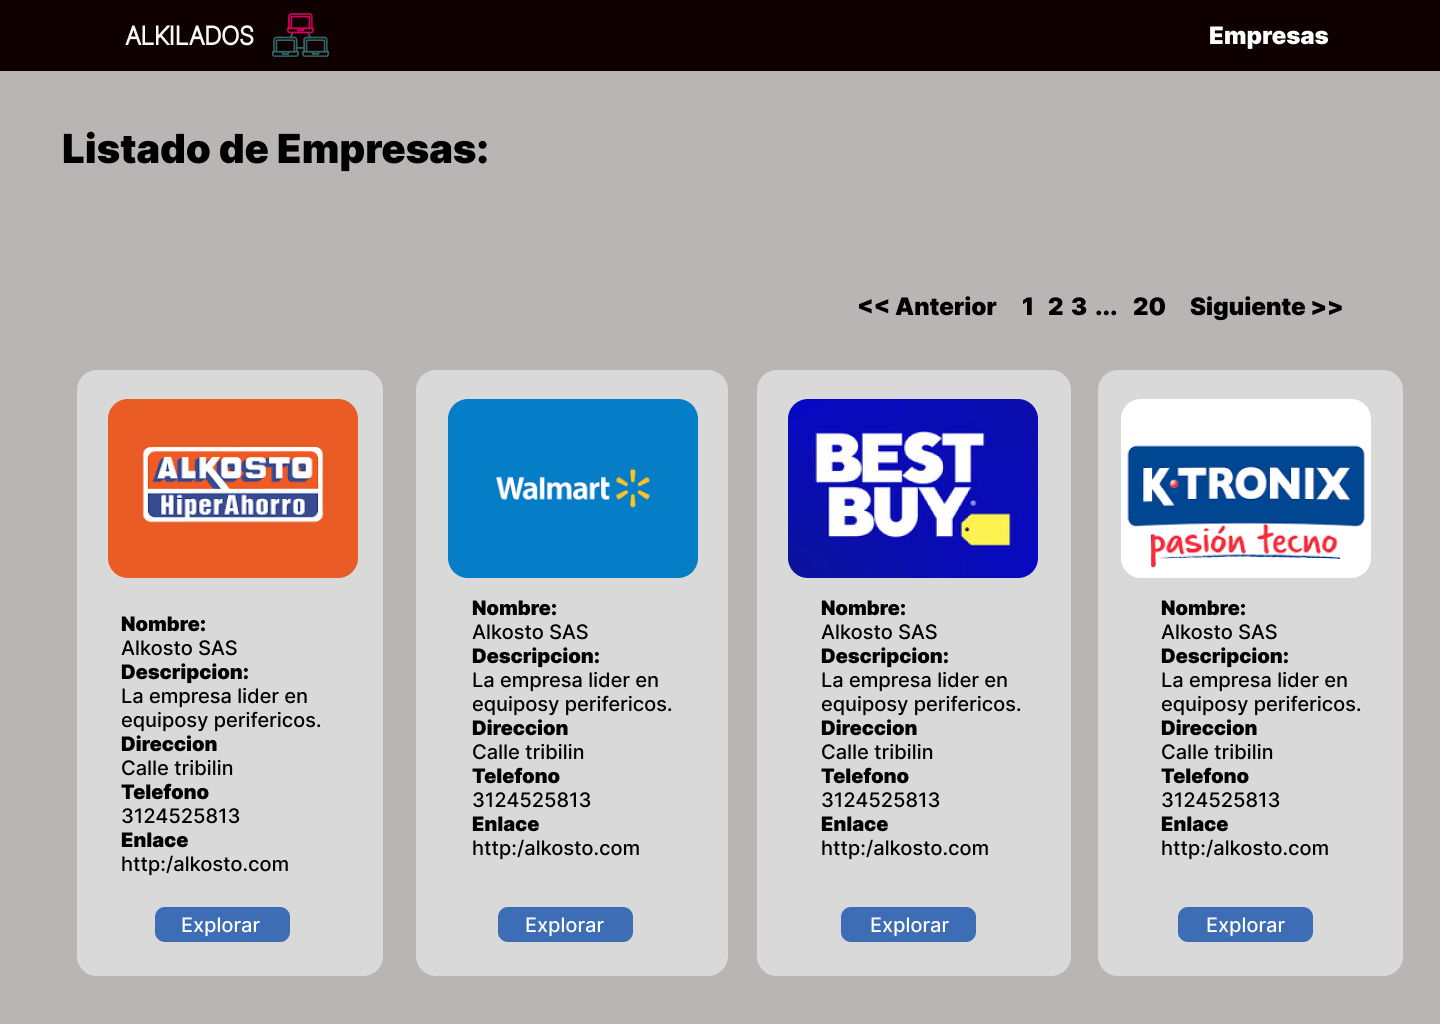 ALKILADOS
Empresas
Listado de Empresas:
<< Anterior 1 2 3 ... 20 Siguiente >>
ALKOSTO
HiperAhorro
Nombre:
Alkosto SAS
Descripcion:
La empresa lider en
equiposy perifericos.
Direccion
Calle tribilin
Telefono
3124525813
Enlace
http:/alkosto.com
Explorar
Walmart
Nombre:
Alkosto SAS
Descripcion:
La empresa lider en
equiposy perifericos.
Direccion
Calle tribilin
Telefono
3124525813
Enlace
http:/alkosto.com
Explorar
BEST
BUY
Nombre:
Alkosto SAS
Descripcion:
La empresa lider en
equiposy perifericos.
Direccion
Calle tribilin
Telefono
3124525813
Enlace
http:/alkosto.com
Explorar
K·TRONIX
pasión tecno
Nombre:
Alkosto SAS
Descripcion:
La empresa lider en
equiposy perifericos.
Direccion
Calle tribilin
Telefono
3124525813
Enlace
http:/alkosto.com
Explorar